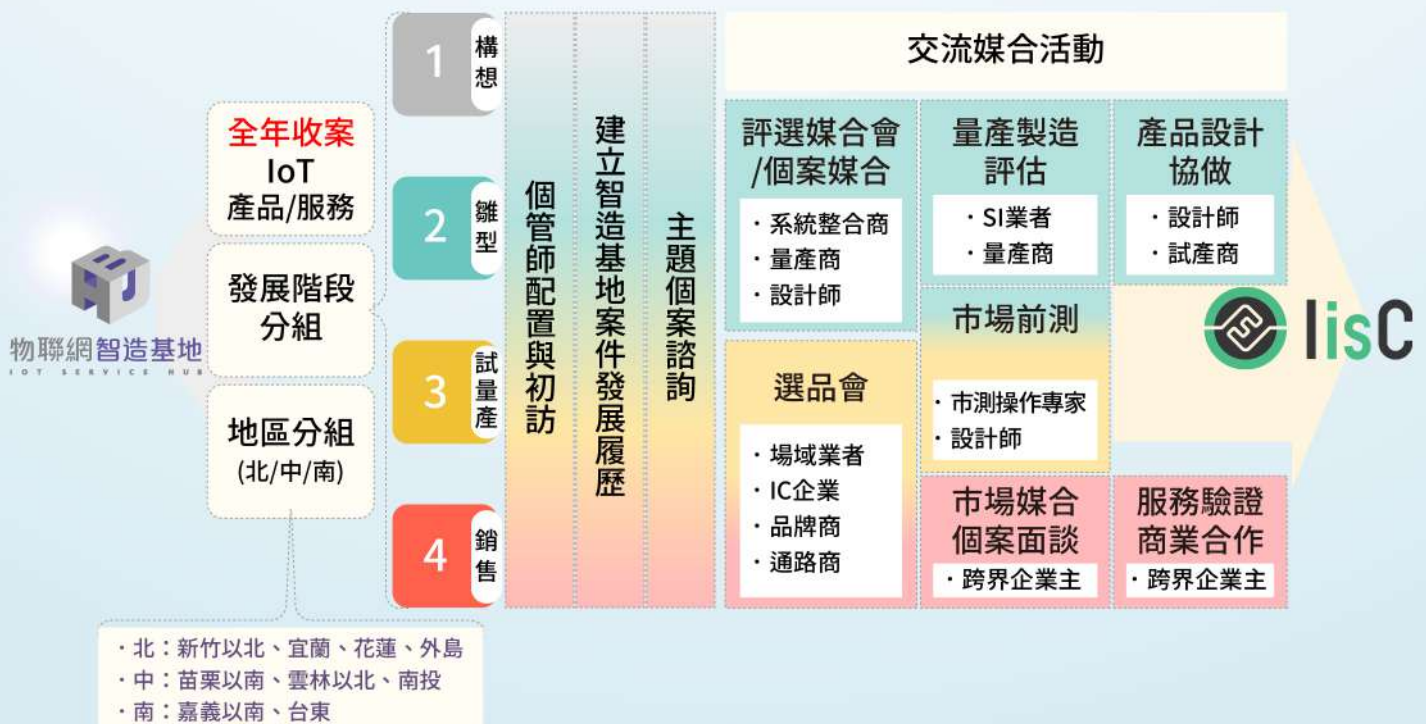 物聯網智造基地
IOT SERVICE HUB
全年收案
IoT
產品/服務
發展階段
分組
地區分組
(北/中/南)
・北：新竹以北、宜蘭、花蓮、外島
・中：苗栗以南、雲林以北、南投
・南：嘉義以南、台東
1
構想
2
雛型
3
試量產
4
銷售
個管師配置與初訪
建立智造基地案件發展履歷
主題個案諮詢
交流媒合活動
評選媒合會
/個案媒合
・系統整合商
・量產商
・設計師
量產製造
評估
・SI業者
・量產商
產品設計
協做
・設計師
・試產商
選品會
・場域業者
・IC企業
・品牌商
・通路商
市場前測
・市測操作專家
・設計師
市場媒合
個案面談
・跨界企業主
服務驗證
商業合作
・跨界企業主
IisC